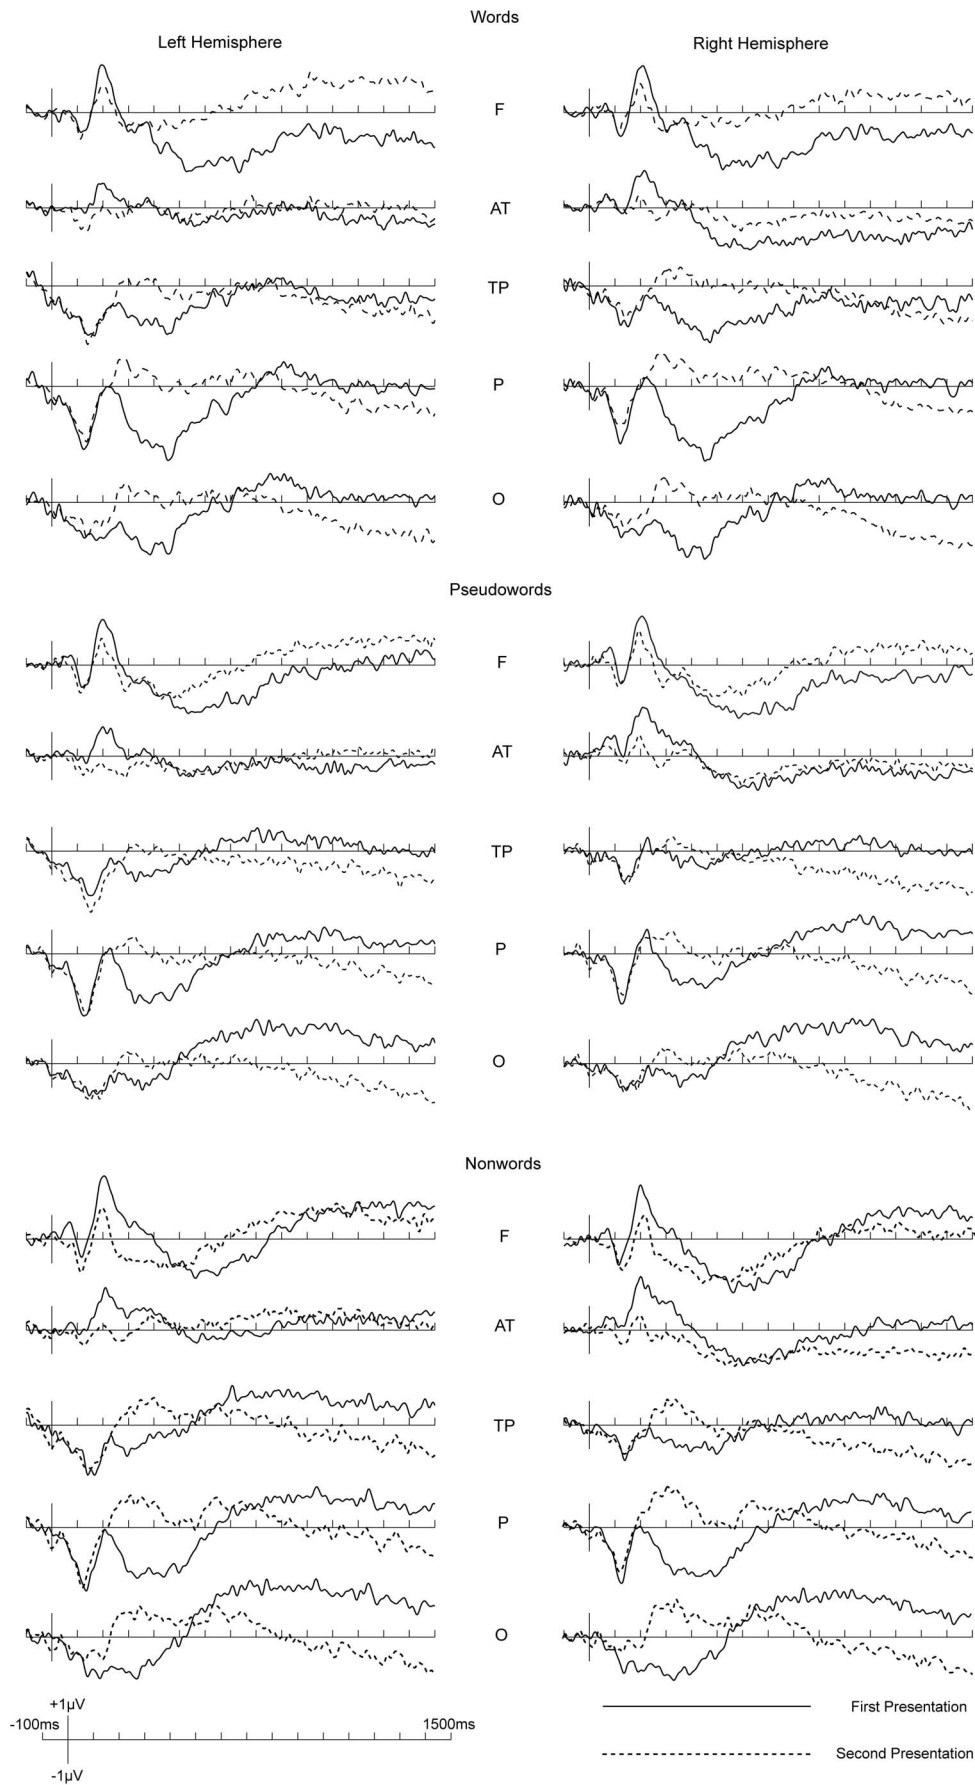 Words
Left Hemisphere Right Hemisphere
F
AT
TP
P
O
Pseudowords
F
AT
TP
P
O
Nonwords
F
AT
TP
P
O
+1µV
-100ms 1500ms
-1µV
First Presentation
Second Presentation